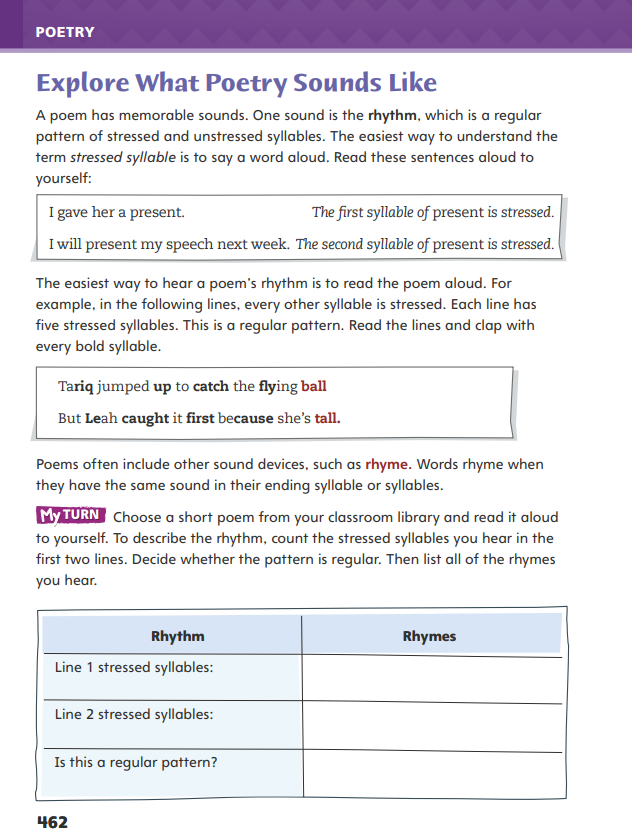 POETRY
Explore What Poetry Sounds Like
A poem has memorable sounds. One sound is the rhythm, which is a regular
pattern of stressed and unstressed syllables. The easiest way to understand the
term stressed syllable is to say a word aloud. Read these sentences aloud to
yourself:
I gave her a present. The first syllable of present is stressed.
I will present my speech next week. The second syllable of present is stressed.
The easiest way to hear a poem's rhythm is to read the poem aloud. For
example, in the following lines, every other syllable is stressed. Each line has
five stressed syllables. This is a regular pattern. Read the lines and clap with
every bold syllable.
Tariq jumped up to catch the flying ball
But Leah caught it first because she's tall.
Poems often include other sound devices, such as rhyme. Words rhyme when
they have the same sound in their ending syllable or syllables.
My TURN Choose a short poem from your classroom library and read it aloud
to yourself. To describe the rhythm, count the stressed syllables you hear in the
first two lines. Decide whether the pattern is regular. Then list all of the rhymes
you hear.
Rhythm Rhymes
Line 1 stressed syllables:
Line 2 stressed syllables:
Is this a regular pattern?
462